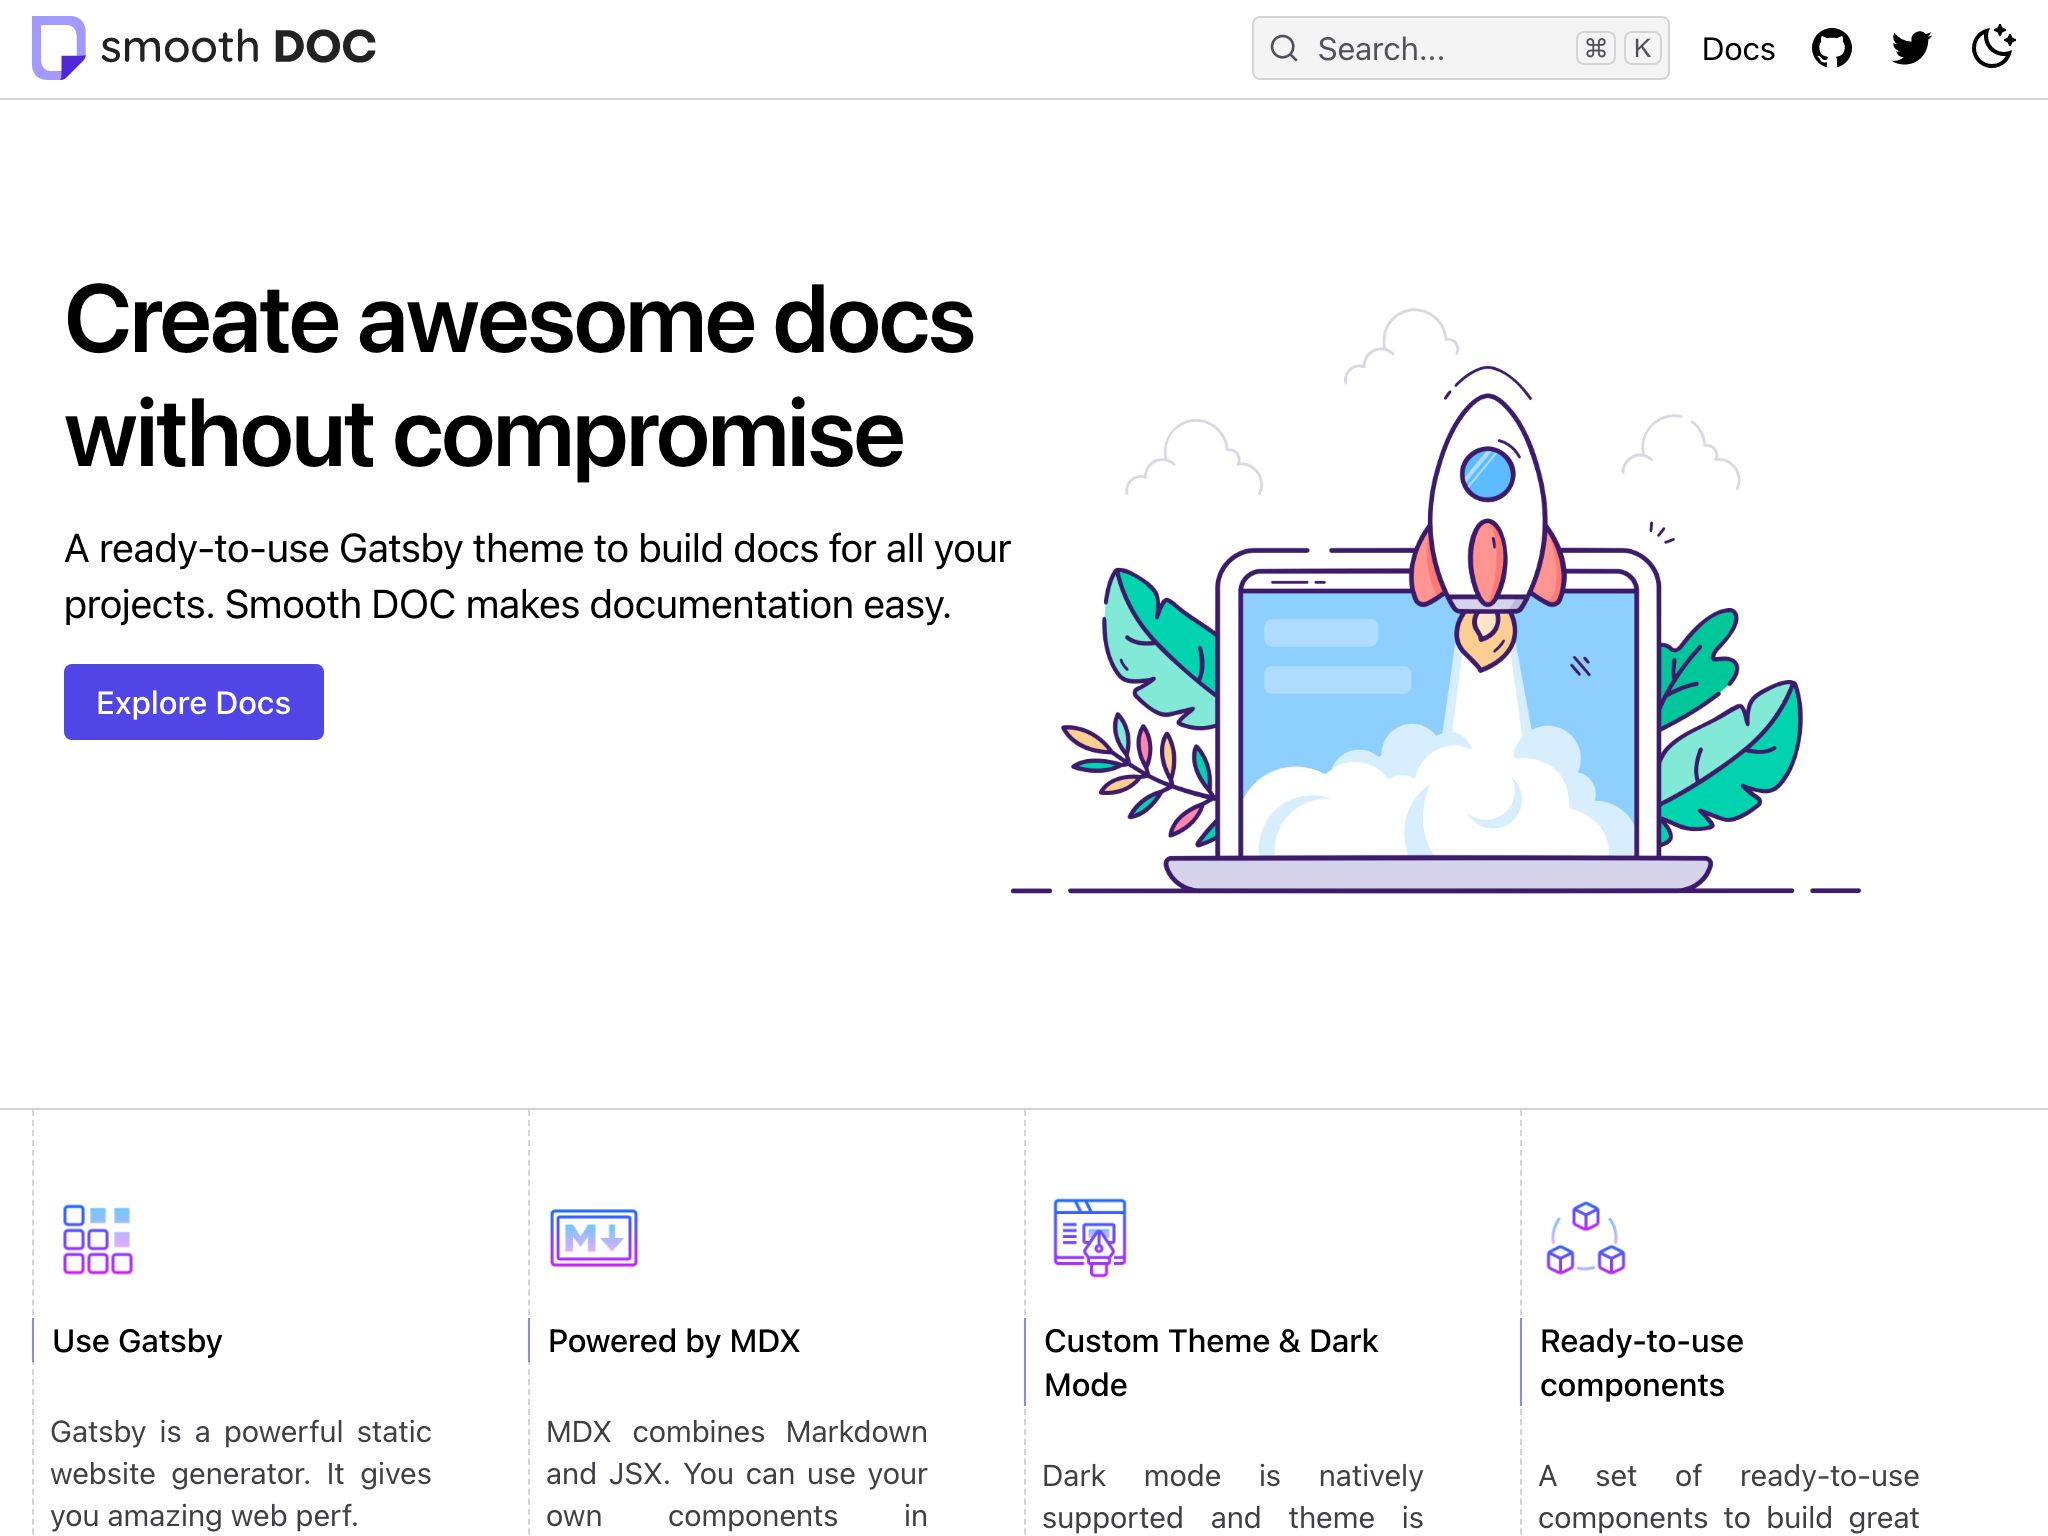 smooth DOC
Search...
⌘ K
Docs
Create awesome docs
without compromise
A ready-to-use Gatsby theme to build docs for all your
projects. Smooth DOC makes documentation easy.
Explore Docs
M
Use Gatsby
Gatsby is a powerful static
website generator. It gives
you amazing web perf.
Powered by MDX
MDX combines Markdown
and JSX. You can use your
own components in
Custom Theme & Dark
Mode
Dark mode is natively
supported and theme is
Ready-to-use
components
A set of ready-to-use
components to build great